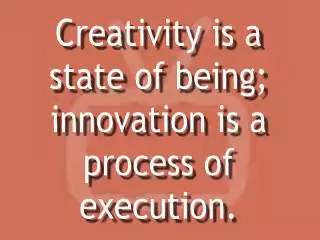 Creativity is a
state of being;
innovation is a
process of
execution.